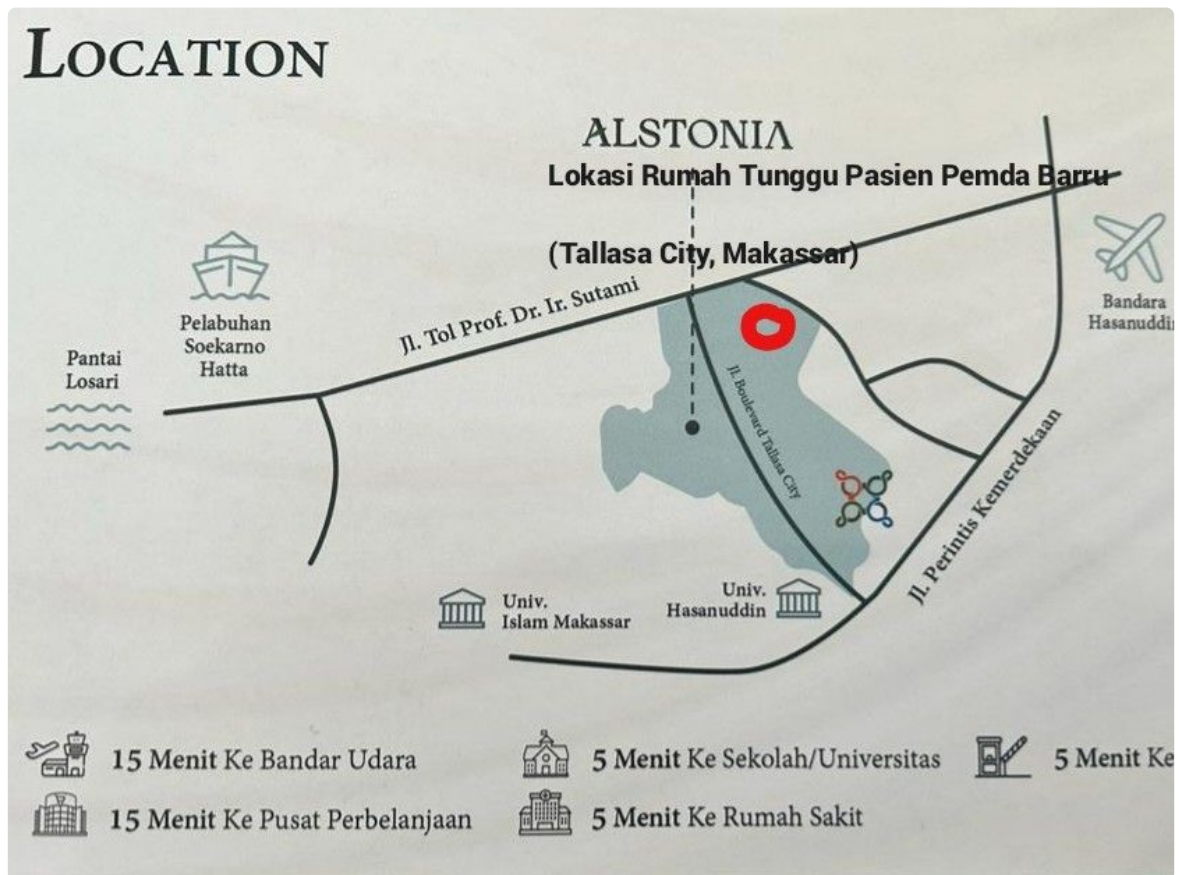 LOCATION
ALSTONIA
Lokasi Rumah Tunggu Pasien Pemda Barru
(Tallasa City, Makassar)
Jl. Tol Prof. Dr. Ir. Sutami
Pelabuhan
Soekarno
Hatta
Pantai
Losari
Bandara
Hasanuddi
Jl. Boulevard Tallasa City
Jl. Perintis Kemerdekaan
Univ.
Islam Makassar
Univ.
Hasanuddin
15 Menit Ke Bandar Udara
5 Menit Ke Sekolah/Universitas
5 Menit Ke
15 Menit Ke Pusat Perbelanjaan
5 Menit Ke Rumah Sakit